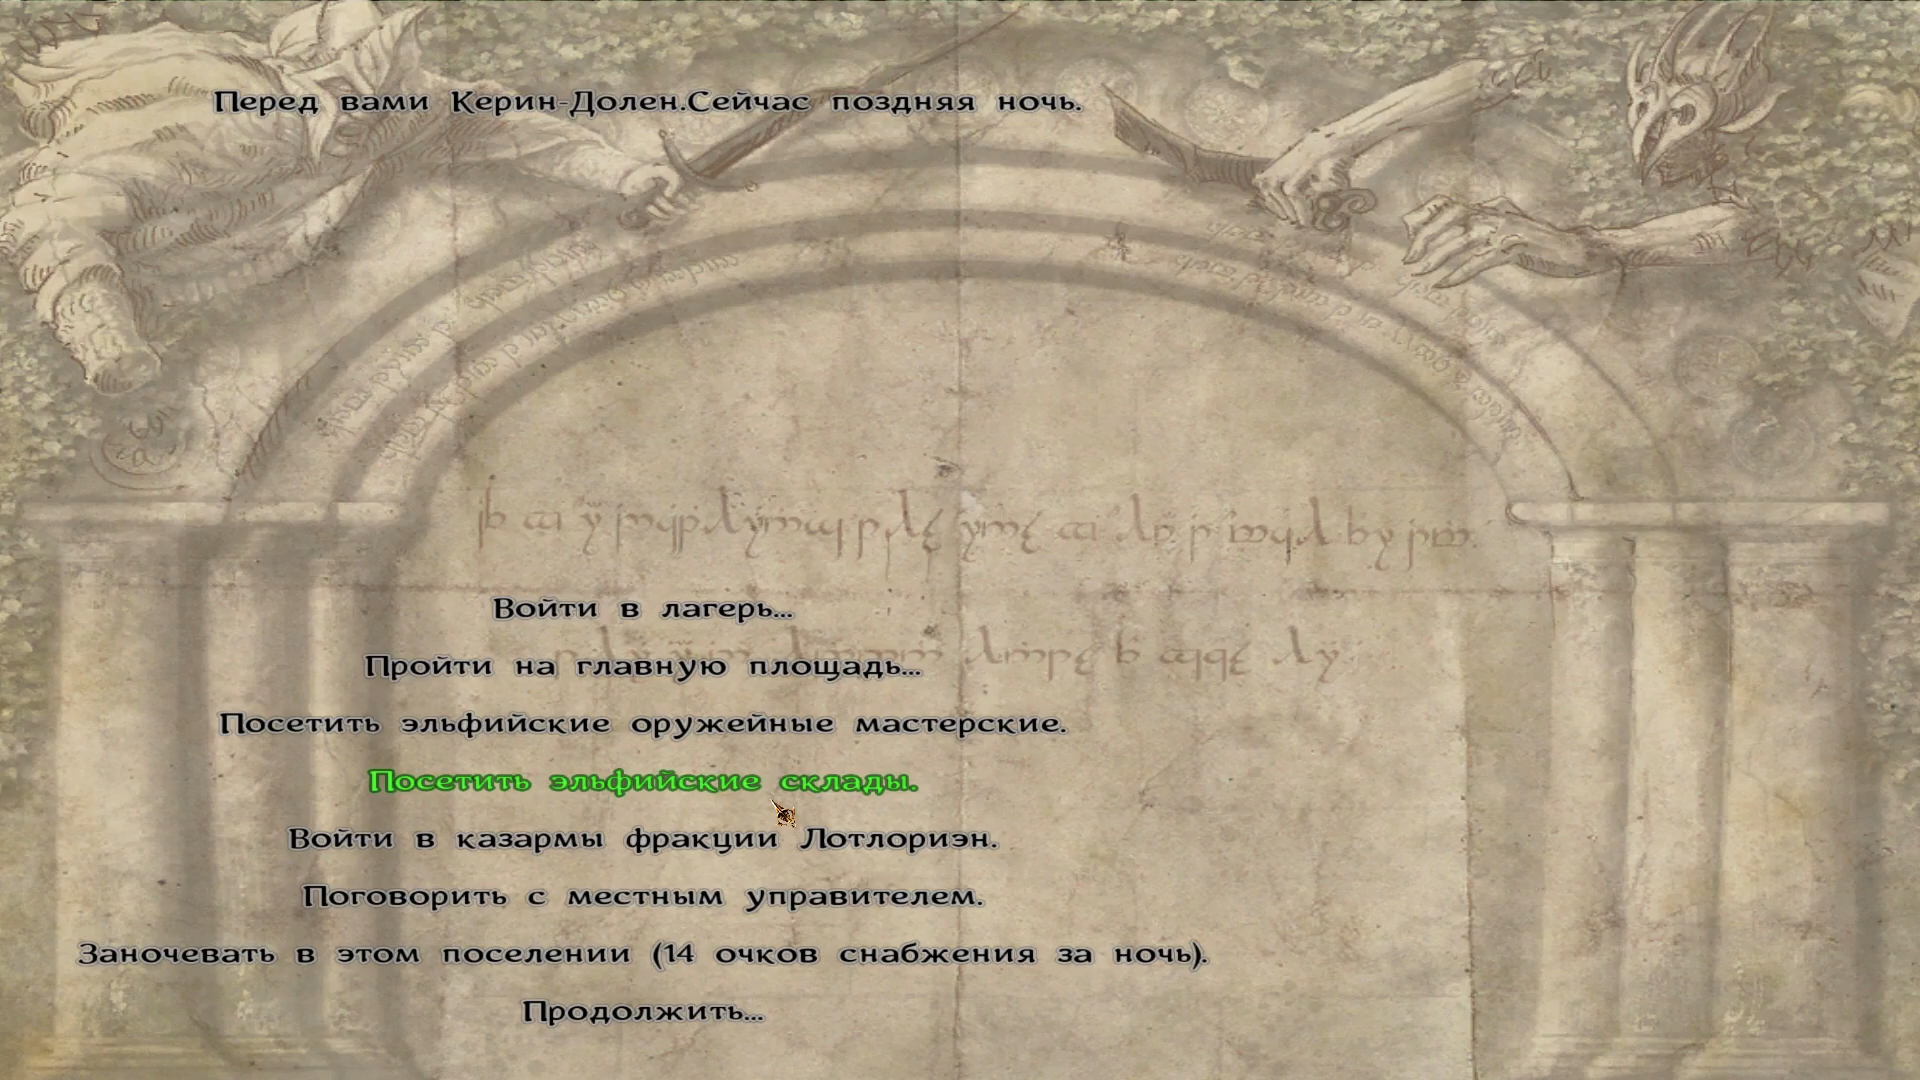 Перед вами Керин-Долен.Сейчас поздняя ночь.
Войти в лагерь...
Пройти на главную площадь...
Посетить эльфийские оружейные мастерские.
Посетить эльфийские склады.
Войти в казармы фракции Лотлориэн.
Поговорить с местным управителем.
Заночевать в этом поселении (14 очков снабжения за ночь).
Продолжить...